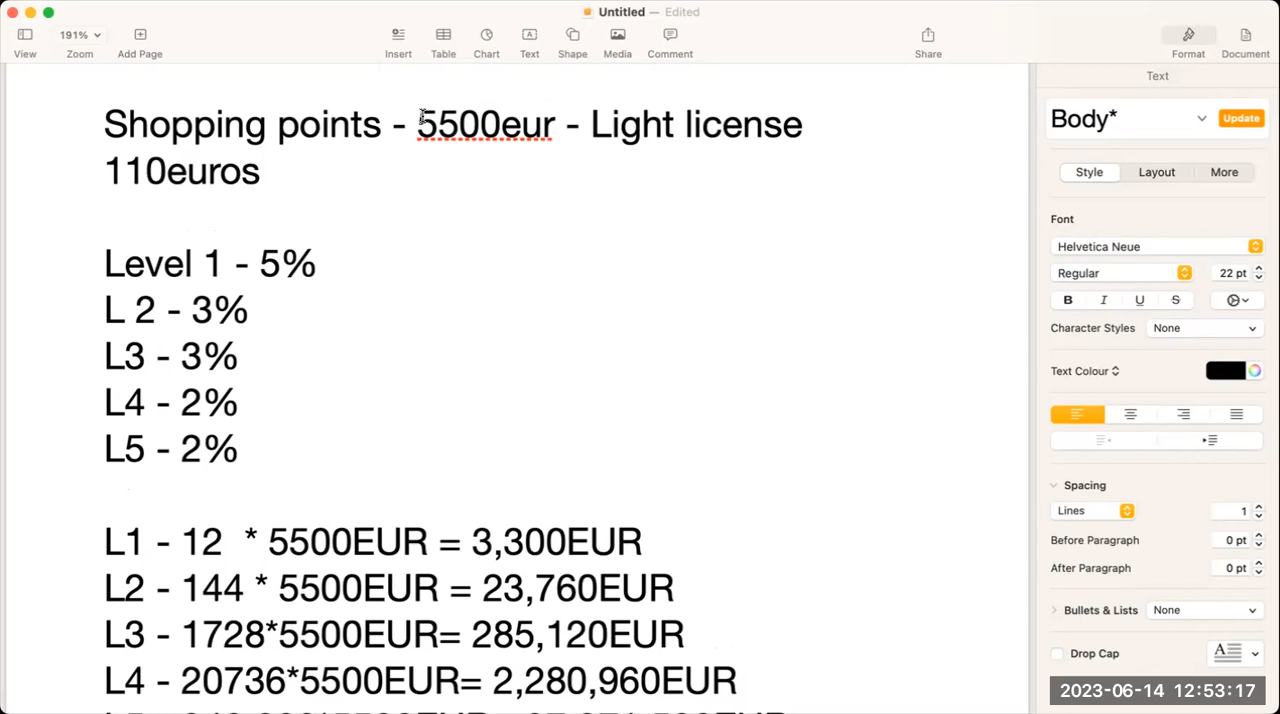 Untitled — Edited
191%
View Zoom Add Page Insert Table Chart Text Shape Media Comment Share Format Document
Shopping points - 5500eur - Light license
110euros
Level 1 - 5%
L 2 - 3%
L3 - 3%
L4 - 2%
L5 - 2%
L1 - 12 * 5500EUR = 3,300EUR
L2 - 144 * 5500EUR = 23,760EUR
L3 - 1728*5500EUR= 285,120EUR
L4 - 20736*5500EUR= 2,280,960EUR
Text
Body* Update
Style Layout More
Font
Helvetica Neue
Regular 22 pt
B I U S
Character Styles None
Text Colour
Spacing
Lines 1
Before Paragraph 0 pt
After Paragraph 0 pt
Bullets & Lists None
Drop Cap
2023-06-14 12:53:17